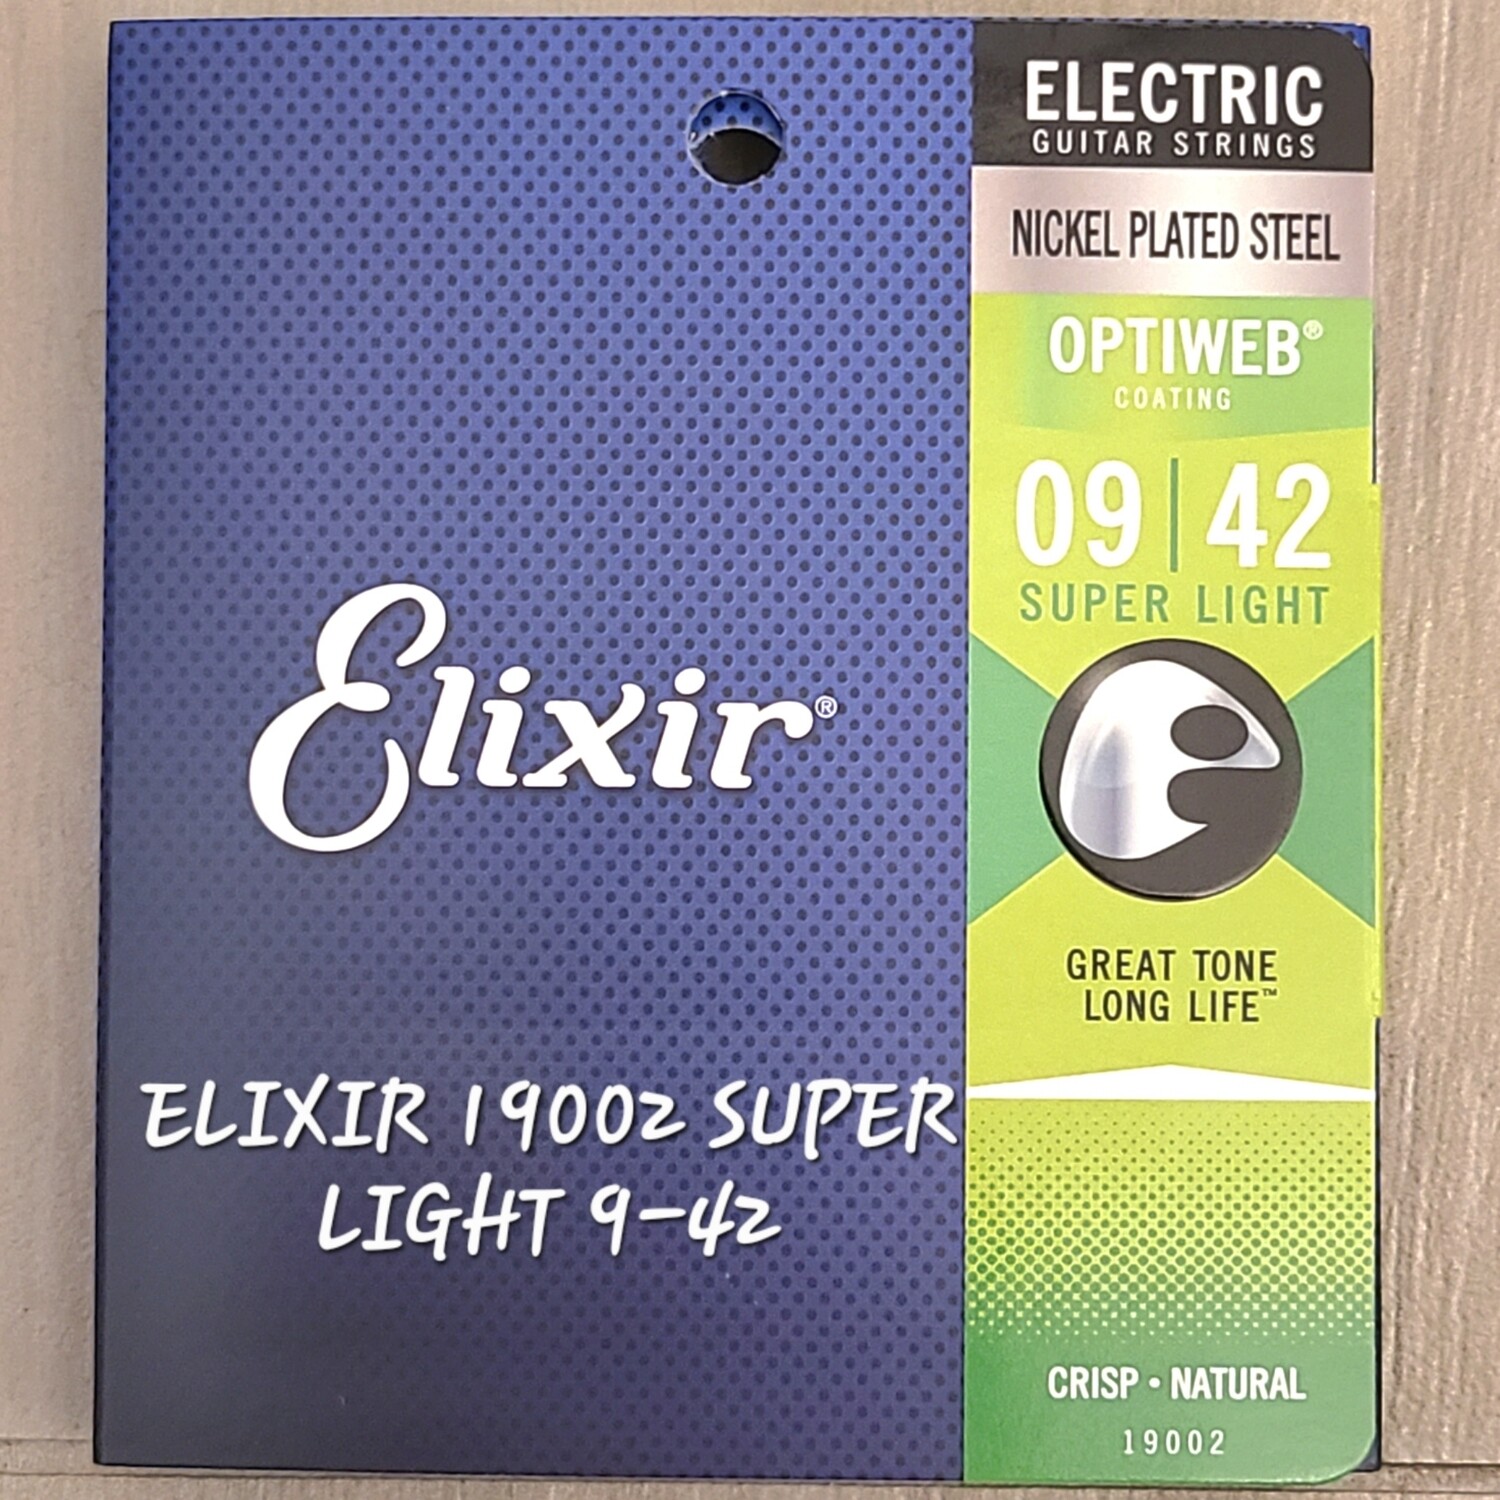 ELECTRIC
GUITAR STRINGS
NICKEL PLATED STEEL
OPTIWEB®
COATING
09 | 42
SUPER LIGHT
Elixir®
GREAT TONE
LONG LIFE™
ELIXIR 19002 SUPER
LIGHT 9-42
CRISP • NATURAL
19002